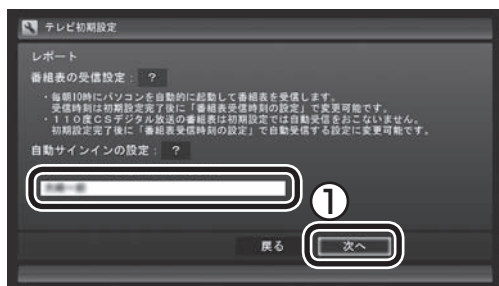 テレビ初期設定
レポート
番組表の受信設定： ？
・毎朝10時にパソコンを自動的に起動して番組表を受信します。
受信時刻は初期設定完了後に「番組表受信時刻の設定」で変更可能です。
・１１０度ＣＳデジタル放送の番組表は初期設定では自動受信をおこないません。
初期設定完了後に「番組表受信時刻の設定」で自動受信する設定に変更可能です。
自動サインインの設定： ？
①
戻る 次へ